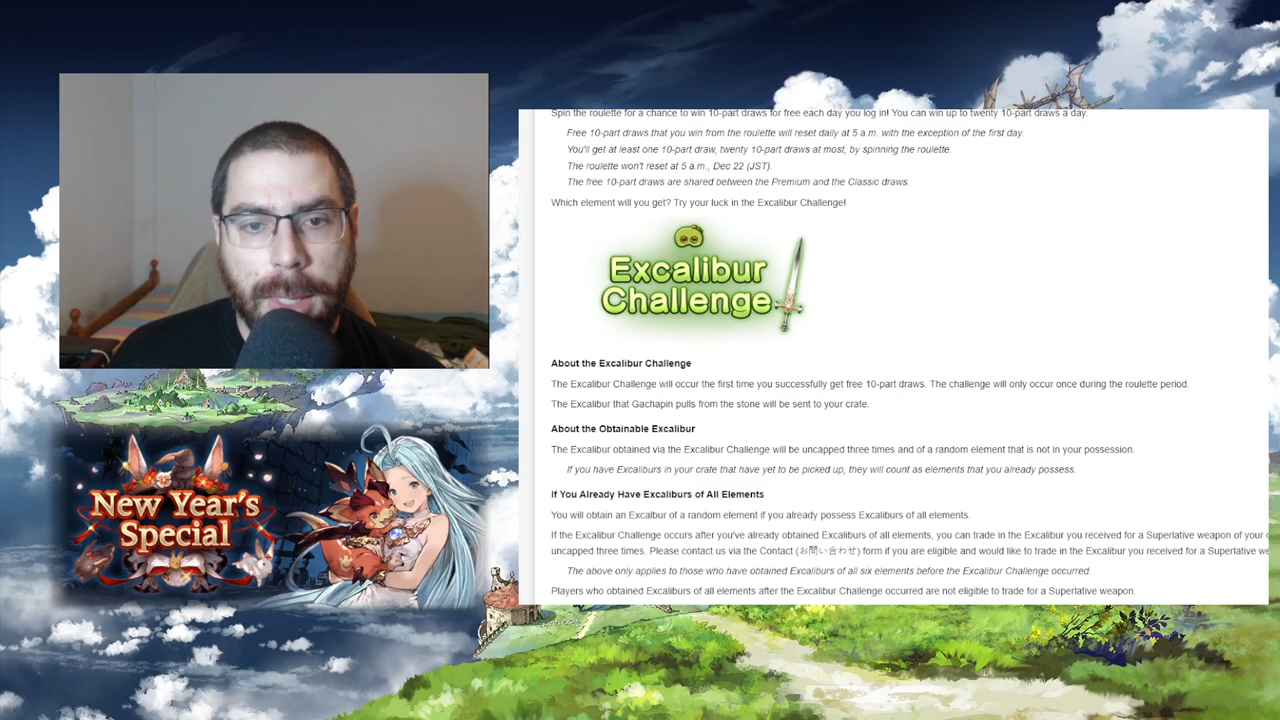 Spin the roulette for a chance to win 10-part draws for free each day you log in! You can win up to twenty 10-part draws a day.
Free 10-part draws that you win from the roulette will reset daily at 5 a.m. with the exception of the first day.
You'll get at least one 10-part draw, twenty 10-part draws at most, by spinning the roulette.
The roulette won't reset at 5 a.m., Dec 22 (JST).
The free 10-part draws are shared between the Premium and the Classic draws.
Which element will you get? Try your luck in the Excalibur Challenge!
Excalibur
Challenge
About the Excalibur Challenge
The Excalibur Challenge will occur the first time you successfully get free 10-part draws. The challenge will only occur once during the roulette period.
The Excalibur that Gachapin pulls from the stone will be sent to your crate.
About the Obtainable Excalibur
The Excalibur obtained via the Excalibur Challenge will be uncapped three times and of a random element that is not in your possession.
If you have Excaliburs in your crate that have yet to be picked up, they will count as elements that you already possess.
If You Already Have Excaliburs of All Elements
You will obtain an Excalbur of a random element if you already possess Excaliburs of all elements.
If the Excalibur Challenge occurs after you've already obtained Excaliburs of all elements, you can trade in the Excalibur you received for a Superlative weapon of your
uncapped three times. Please contact us via the Contact (お問い合わせ) form if you are eligible and would like to trade in the Excalibur you received for a Superlative we
The above only applies to those who have obtained Excaliburs of all six elements before the Excalibur Challenge occurred.
Players who obtained Excaliburs of all elements after the Excalibur Challenge occurred are not eligible to trade for a Superlative weapon.
New Year's
Special